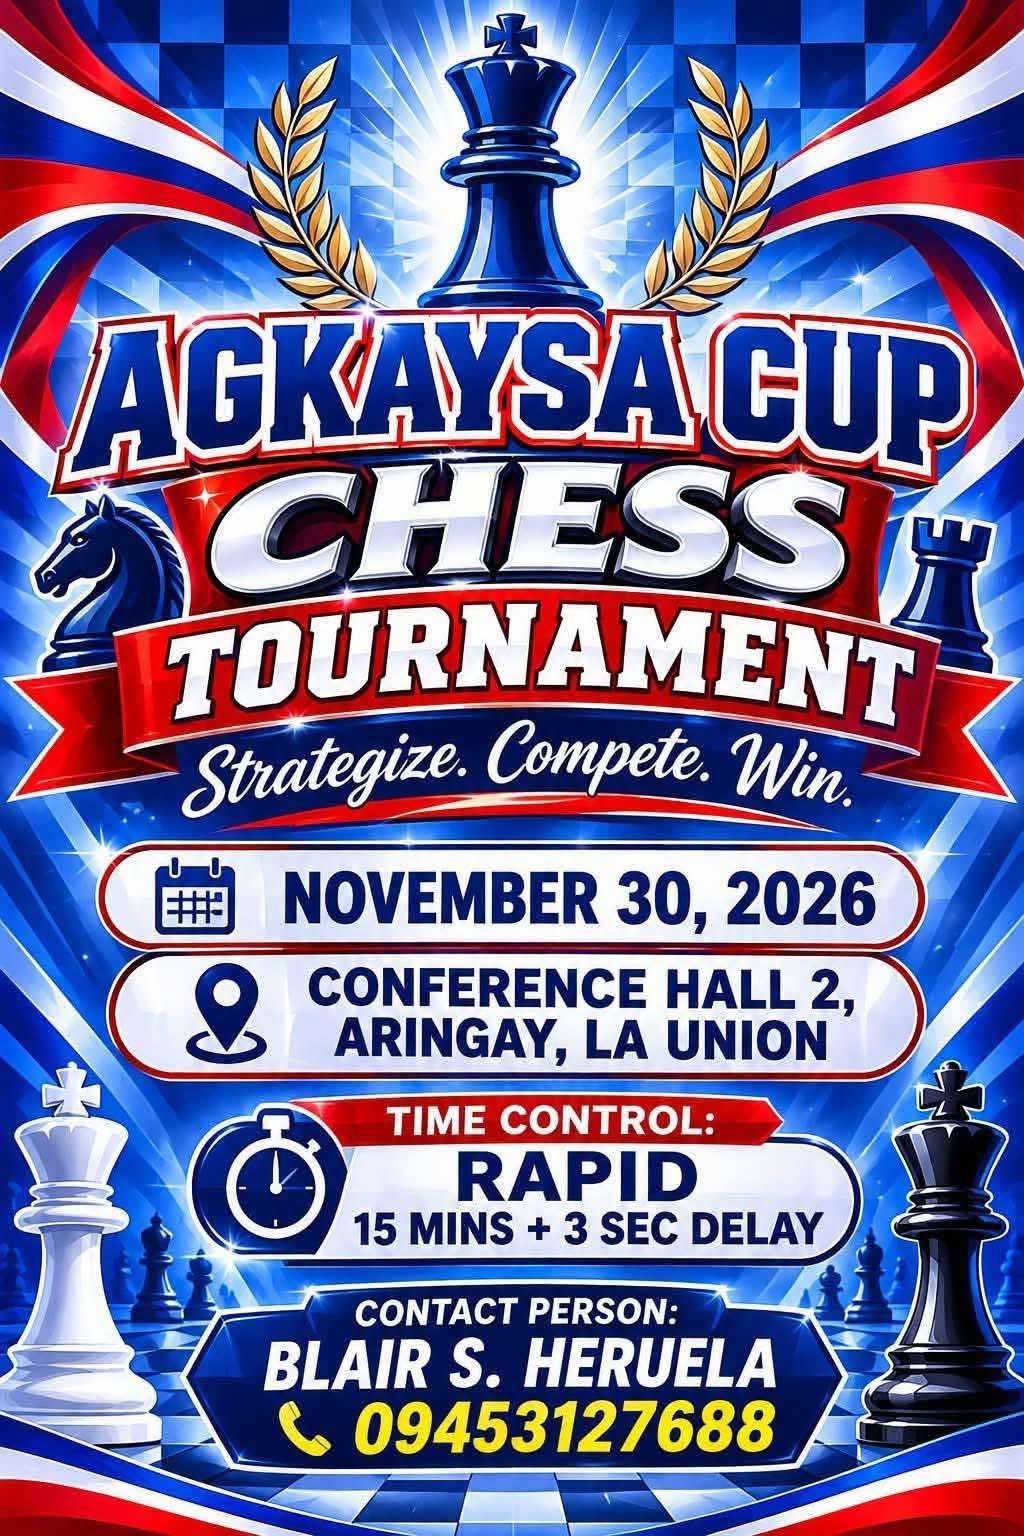 AGKAYSA CUP
CHESS
TOURNAMENT
Strategize. Compete. Win.
NOVEMBER 30, 2026
CONFERENCE HALL 2,
ARINGAY, LA UNION
TIME CONTROL:
RAPID
15 MINS + 3 SEC DELAY
CONTACT PERSON:
BLAIR S. HERUELA
09453127688